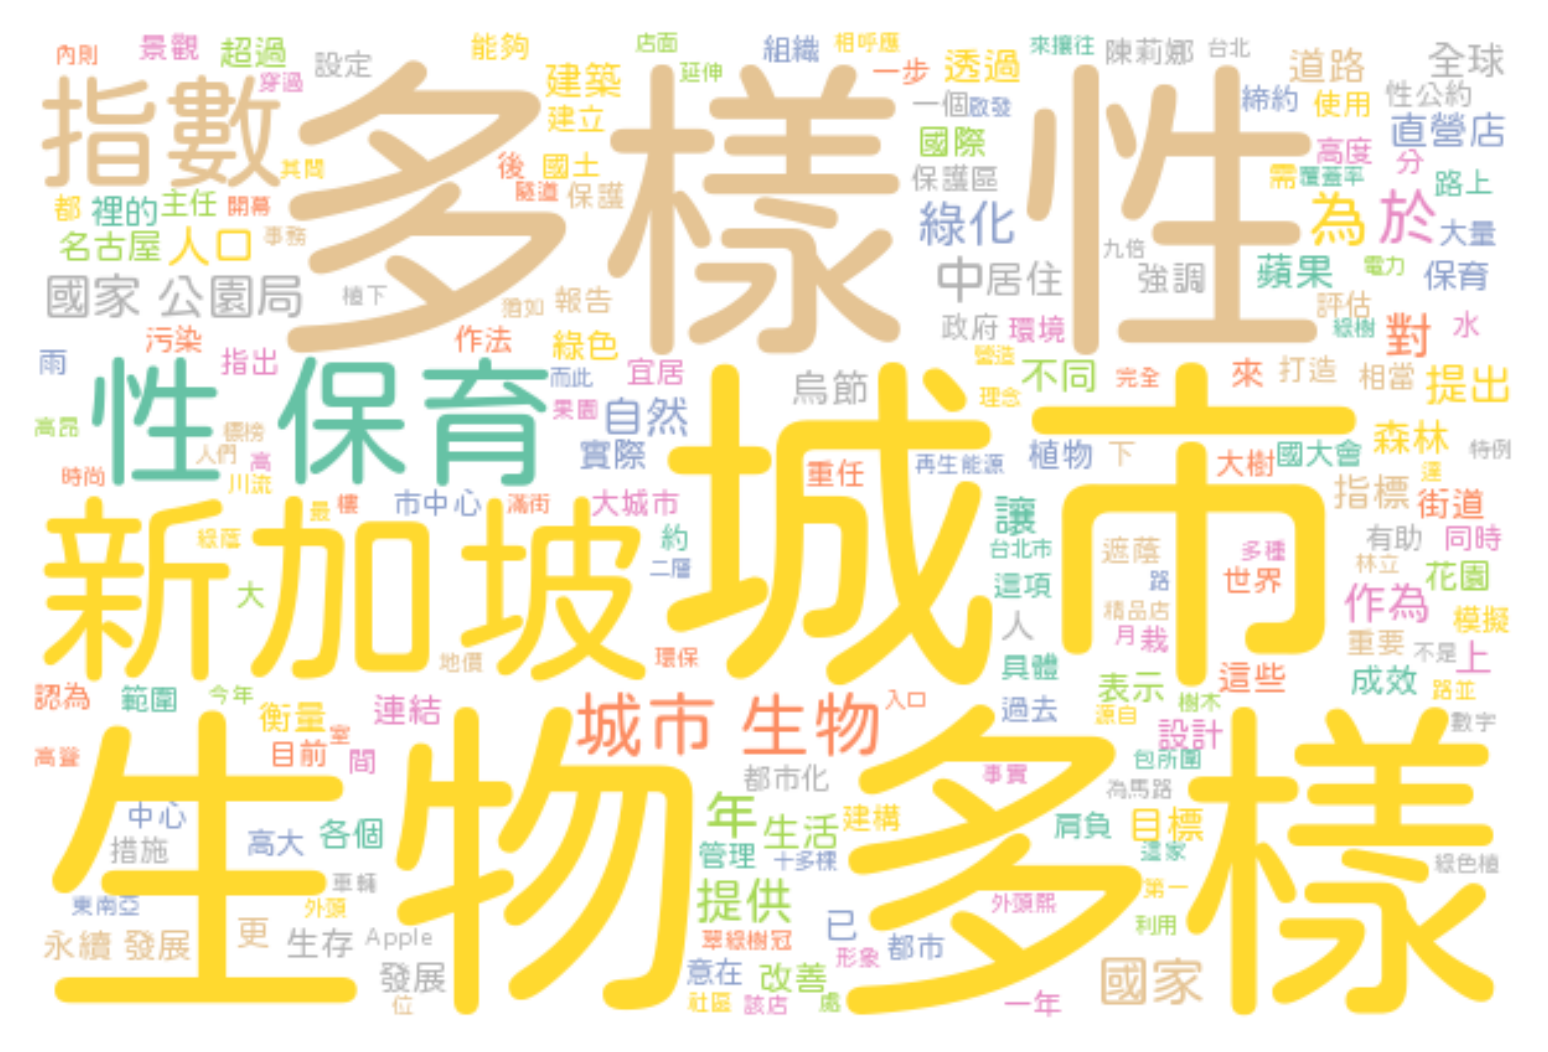 內則 景觀 超過 設定 能夠 店面 組織 相呼應 來攘往 陳莉娜 台北 全球
穿過 建築 延伸 一步 透過 道路
指數 多樣 性
建立 一個 啟發 締約 使用 性公約
國際 直營店
其間 後 國土 高度 分
隧道 保護 保護區 需 覆蓋率 路上
都 裡的 主任 開幕 綠化 為 於 大量
名古屋 人口 事務 九倍
國家 公園局 植下 猶如 報告 中 居住 強調 蘋果 電力 保育
評估
污染 作法 政府 環境 綠樹 對 水
雨 指出 綠色 宜居 烏節 營造 不同 完全 來 打造 相當 提出
性 保育 而此 城市
果園 自然 理念
高昂 標榜 實際 植物 下 國大會 森林 特例
時尚 人們 高 重任 再生能源 大樹 達
川流 指標 街道
新加坡 最 樓 市中心 滿街 大城市 讓
綠蔭 約 台北市 遮蔭 多種 有助 同時
大 二層 這項 路 世界 林立 花園
人 精品店 作為 模擬
月 栽 重要 不是 上
地價 環保 具體
認為 範圍 今年 表示 這些 成效 路並
衡量 連結 城市 生物 入口 過去 源自 樹木 數字
生物 多樣
高聳 目前 室 間 設計
都市化 事實 包所圍
為馬路
中心 高大 各個 年 生活 建構 肩負 目標
措施 管理 十多棵 這家 綠色植
車輛
東南亞 外頭 提供 外頭熙 第一
永續 發展 更 生存 Apple 翠綠樹冠 已 形象 都市 利用
發展 意在 改善 國家
位 社區 該店 處 一年